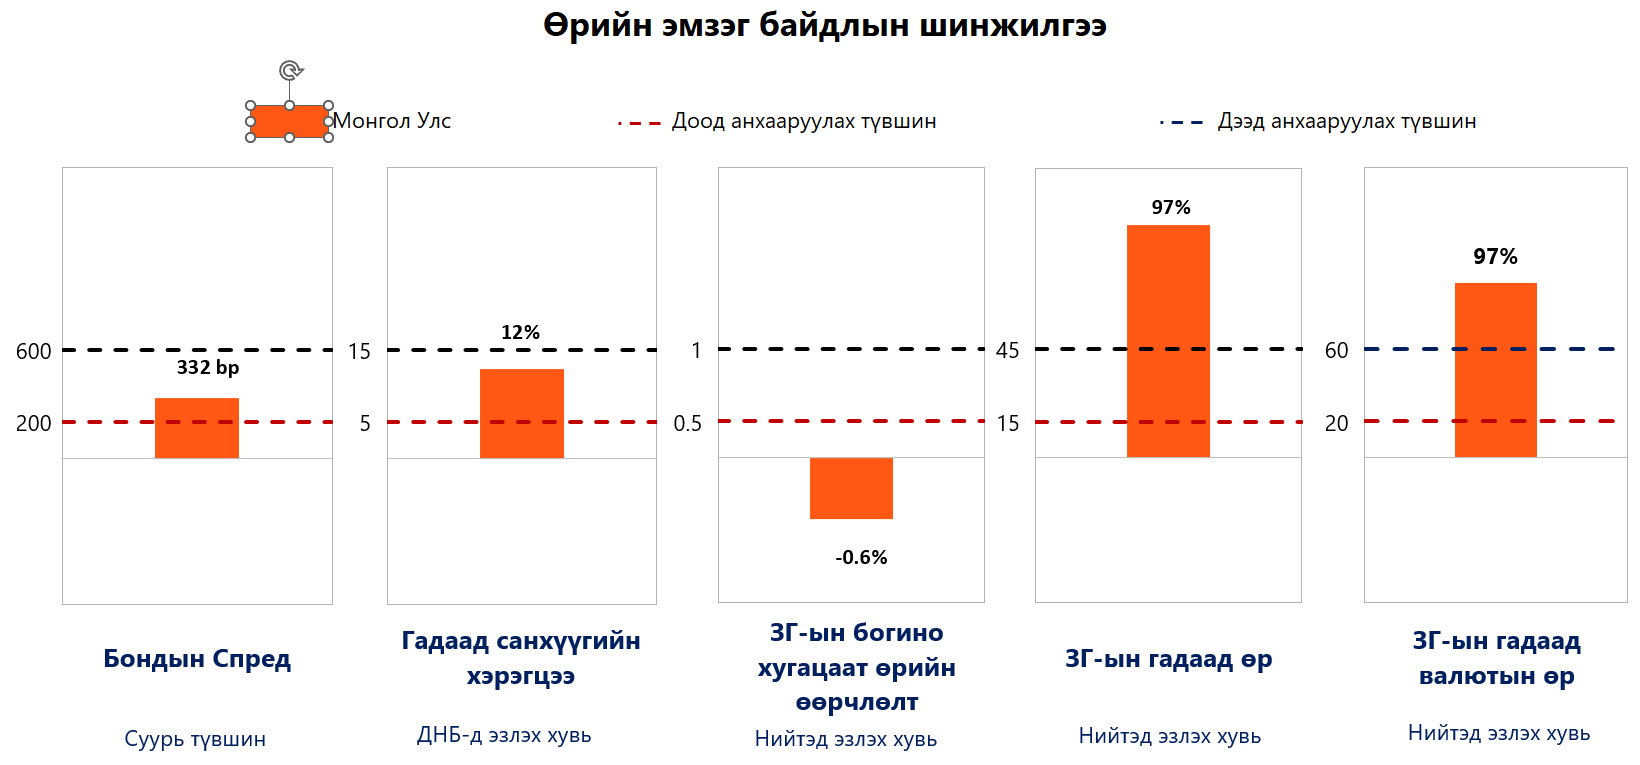 Өрийн эмзэг байдлын шинжилгээ
Монгол Улс
Доод анхааруулах түвшин
Дээд анхааруулах түвшин
600
332 bp
200
15
12%
5
1
0.5
-0.6%
97%
45
15
97%
60
20
Бондын Спред
Суурь түвшин
Гадаад санхүүгийн
хэрэгцээ
ДНБ-д эзлэх хувь
ЗГ-ын богино
хугацаат өрийн
өөрчлөлт
Нийтэд эзлэх хувь
ЗГ-ын гадаад өр
Нийтэд эзлэх хувь
ЗГ-ын гадаад
валютын өр
Нийтэд эзлэх хувь